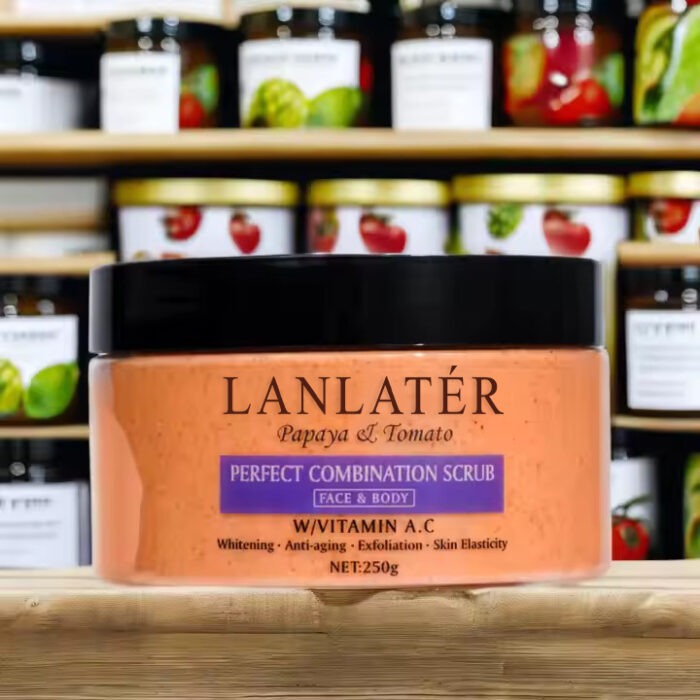 LANLATÉR
Papaya & Tomato
PERFECT COMBINATION SCRUB
FACE & BODY
W/VITAMIN A.C
Whitening · Anti-aging · Exfoliation · Skin Elasticity
NET:250g